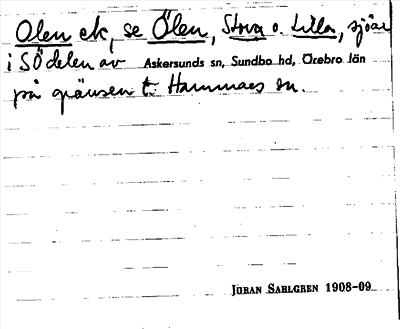 Olen ek, se Ölen, Stora o. Lilla, sjöar
i SÖdelen av Askersunds sn, Sundbo hd, Örebro län
på gränsen t. Hammars sn.
JÖRAN SAHLGREN 1908-09